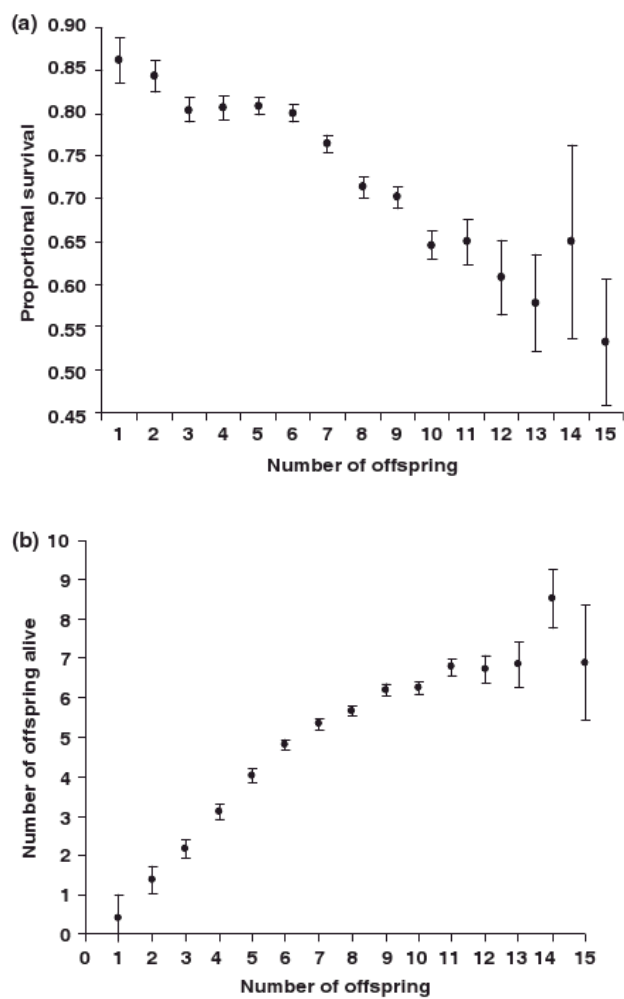 (a)
0.90
0.85
0.80
0.75
0.70
0.65
0.60
0.55
0.50
0.45
Proportional survival
1 2 3 4 5 6 7 8 9 10 11 12 13 14 15
Number of offspring
(b)
10
9
8
7
6
5
4
3
2
1
0
Number of offspring alive
0 1 2 3 4 5 6 7 8 9 10 11 12 13 14 15
Number of offspring